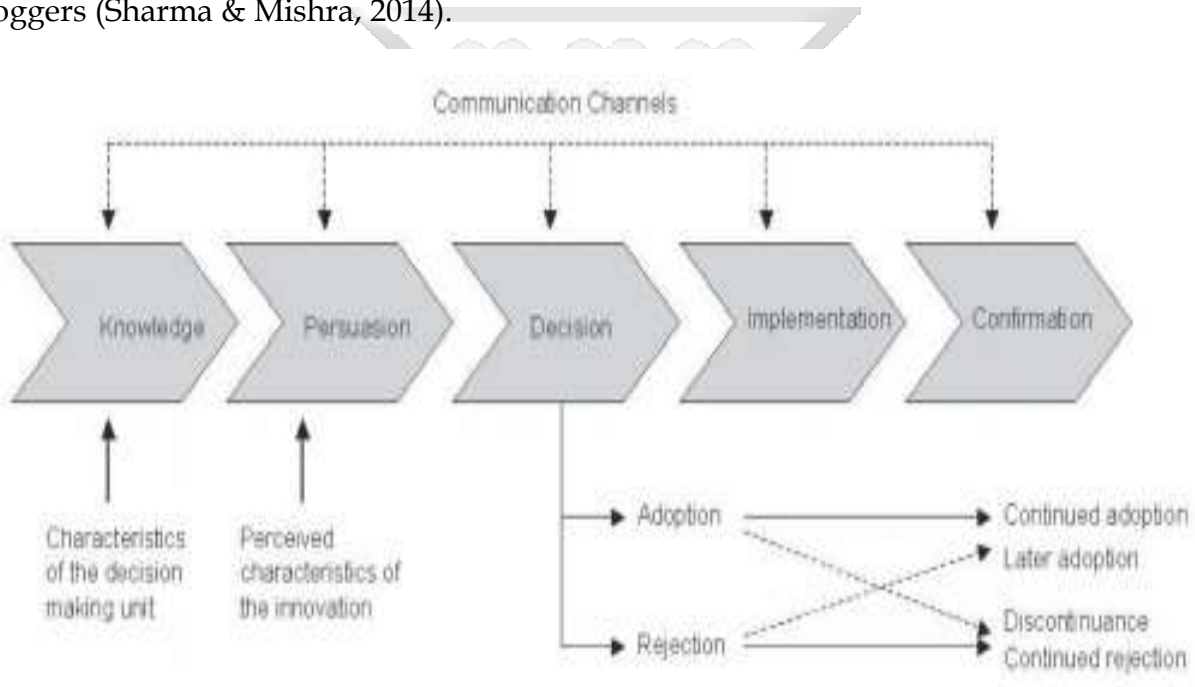 oggers (Sharma & Mishra, 2014).
Communication Channels
Knowledge
Persuasion
Decision
Implementation
Confirmation
Characteristics
of the decision
making unit
Perceived
characteristics of
the innovation
Adoption
Rejection
Continued adoption
Later adoption
Discontinuance
Continued rejection